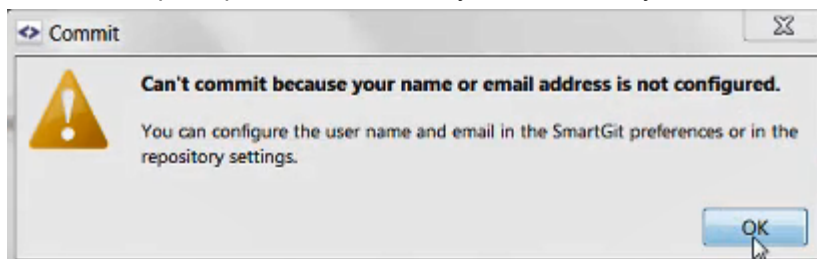 Commit
Can't commit because your name or email address is not configured.
You can configure the user name and email in the SmartGit preferences or in the
repository settings.
OK